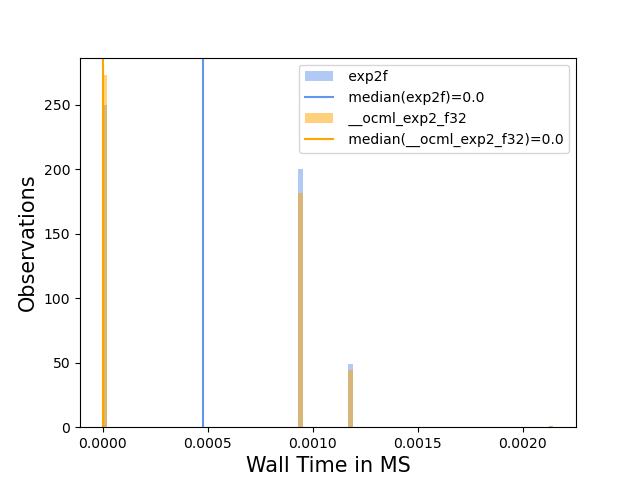 exp2f
median(exp2f)=0.0
__ocml_exp2_f32
median(__ocml_exp2_f32)=0.0
Observations
250
200
150
100
50
0
0.0000 0.0005 0.0010 0.0015 0.0020
Wall Time in MS